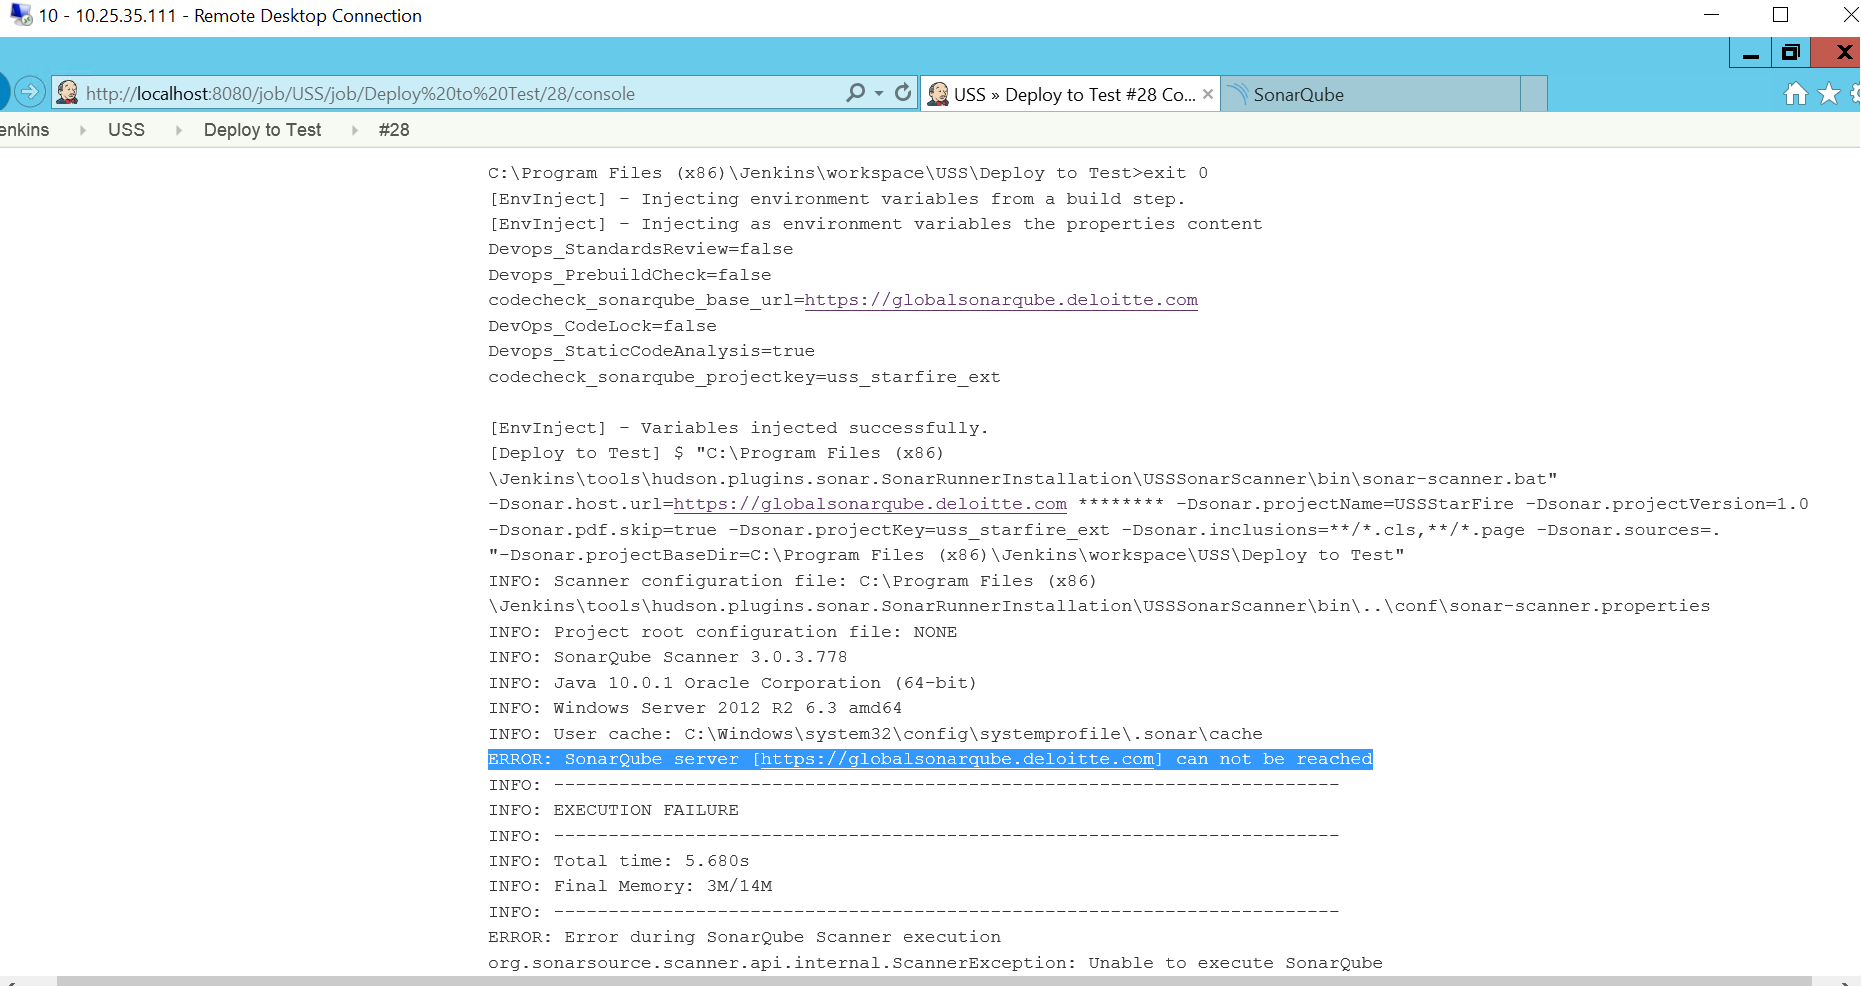 10 - 10.25.35.111 - Remote Desktop Connection
http://localhost:8080/job/USS/job/Deploy%20to%20Test/28/console
USS » Deploy to Test #28 Co...
SonarQube
enkins
USS
Deploy to Test
#28
C:\Program Files (x86)\Jenkins\workspace\USS\Deploy to Test>exit 0
[EnvInject] - Injecting environment variables from a build step.
[EnvInject] - Injecting as environment variables the properties content
Devops_StandardsReview=false
Devops_PrebuildCheck=false
codecheck_sonarqube_base_url=https://globalsonarqube.deloitte.com
DevOps_CodeLock=false
Devops_StaticCodeAnalysis=true
codecheck_sonarqube_projectkey=uss_starfire_ext
[EnvInject] - Variables injected successfully.
[Deploy to Test] $ "C:\Program Files (x86)
\Jenkins\tools\hudson.plugins.sonar.SonarRunnerInstallation\USSSonarScanner\bin\sonar-scanner.bat"
-Dsonar.host.url=https://globalsonarqube.deloitte.com ******** -Dsonar.projectName=USSStarFire -Dsonar.projectVersion=1.0
-Dsonar.pdf.skip=true -Dsonar.projectKey=uss_starfire_ext -Dsonar.inclusions=**/*.cls,**/*.page -Dsonar.sources=.
"-Dsonar.projectBaseDir=C:\Program Files (x86)\Jenkins\workspace\USS\Deploy to Test"
INFO: Scanner configuration file: C:\Program Files (x86)
\Jenkins\tools\hudson.plugins.sonar.SonarRunnerInstallation\USSSonarScanner\bin\..\conf\sonar-scanner.properties
INFO: Project root configuration file: NONE
INFO: SonarQube Scanner 3.0.3.778
INFO: Java 10.0.1 Oracle Corporation (64-bit)
INFO: Windows Server 2012 R2 6.3 amd64
INFO: User cache: C:\Windows\system32\config\systemprofile\.sonar\cache
ERROR: SonarQube server [https://globalsonarqube.deloitte.com] can not be reached
INFO: ------------------------------------------------------------------------
INFO: EXECUTION FAILURE
INFO: ------------------------------------------------------------------------
INFO: Total time: 5.680s
INFO: Final Memory: 3M/14M
INFO: ------------------------------------------------------------------------
ERROR: Error during SonarQube Scanner execution
org.sonarsource.scanner.api.internal.ScannerException: Unable to execute SonarQube